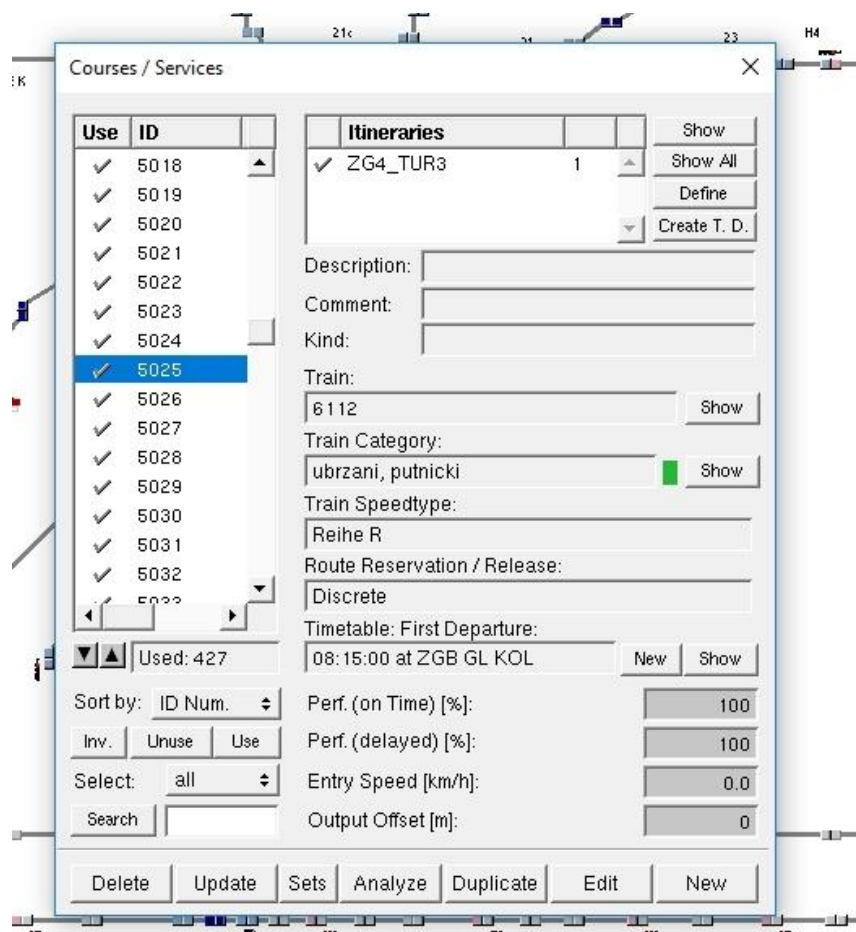 21c
23
H4
Courses / Services
Use ID
5018
5019
5020
5021
5022
5023
5024
5025
5026
5027
5028
5029
5030
5031
5032
5033
Used: 427
Sort by: ID Num.
Inv. Unuse Use
Select: all
Search
Itineraries
ZG4_TUR3 1
Show
Show All
Define
Create T. D.
Description:
Comment:
Kind:
Train:
6112 Show
Train Category:
ubrzani, putnicki Show
Train Speedtype:
Reihe R
Route Reservation / Release:
Discrete
Timetable: First Departure:
08:15:00 at ZGB GL KOL New Show
Perf. (on Time) [%]: 100
Perf. (delayed) [%]: 100
Entry Speed [km/h]: 0.0
Output Offset [m]: 0
Delete Update Sets Analyze Duplicate Edit New